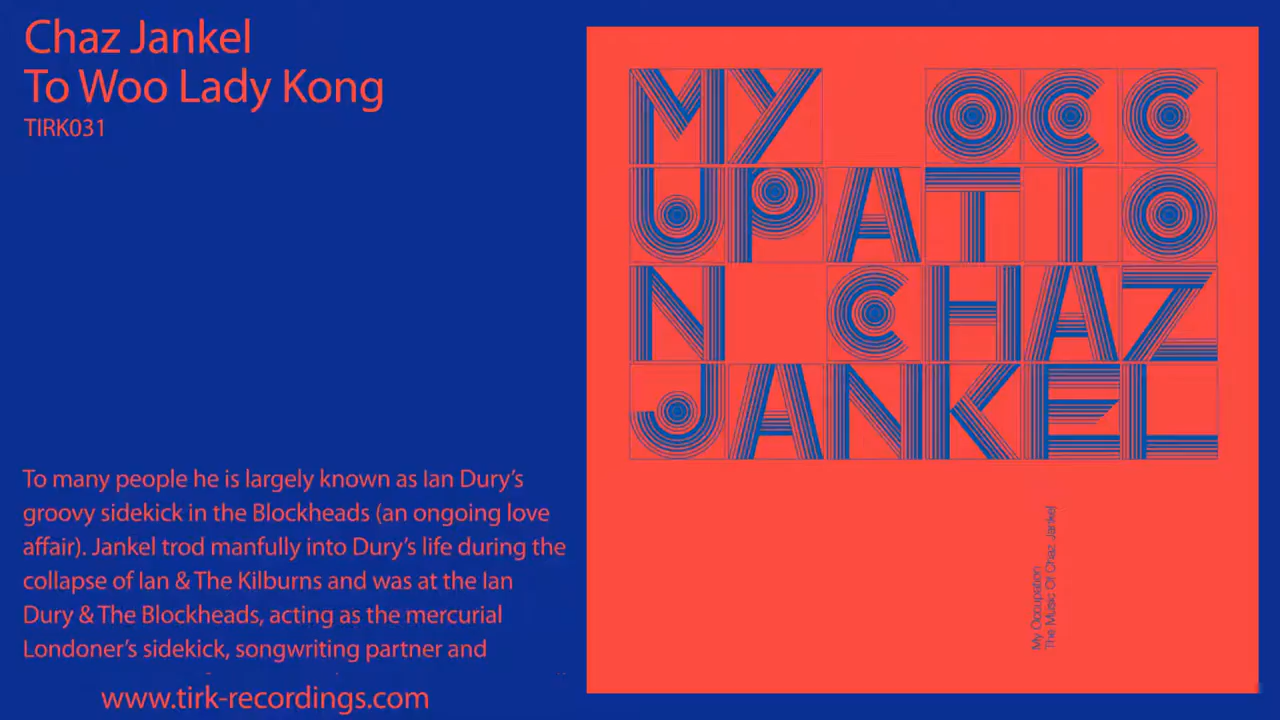 Chaz Jankel
To Woo Lady Kong
TIRK031
To many people he is largely known as Ian Dury's
groovy sidekick in the Blockheads (an ongoing love
affair). Jankel trod manfully into Dury's life during the
collapse of Ian & The Kilburns and was at the Ian
Dury & The Blockheads, acting as the mercurial
Londoner's sidekick, songwriting partner and
www.tirk-recordings.com
MY OCC
UPATIO
N CHAZ
JANKEL
My Occupation
The Music Of Chaz Jankel